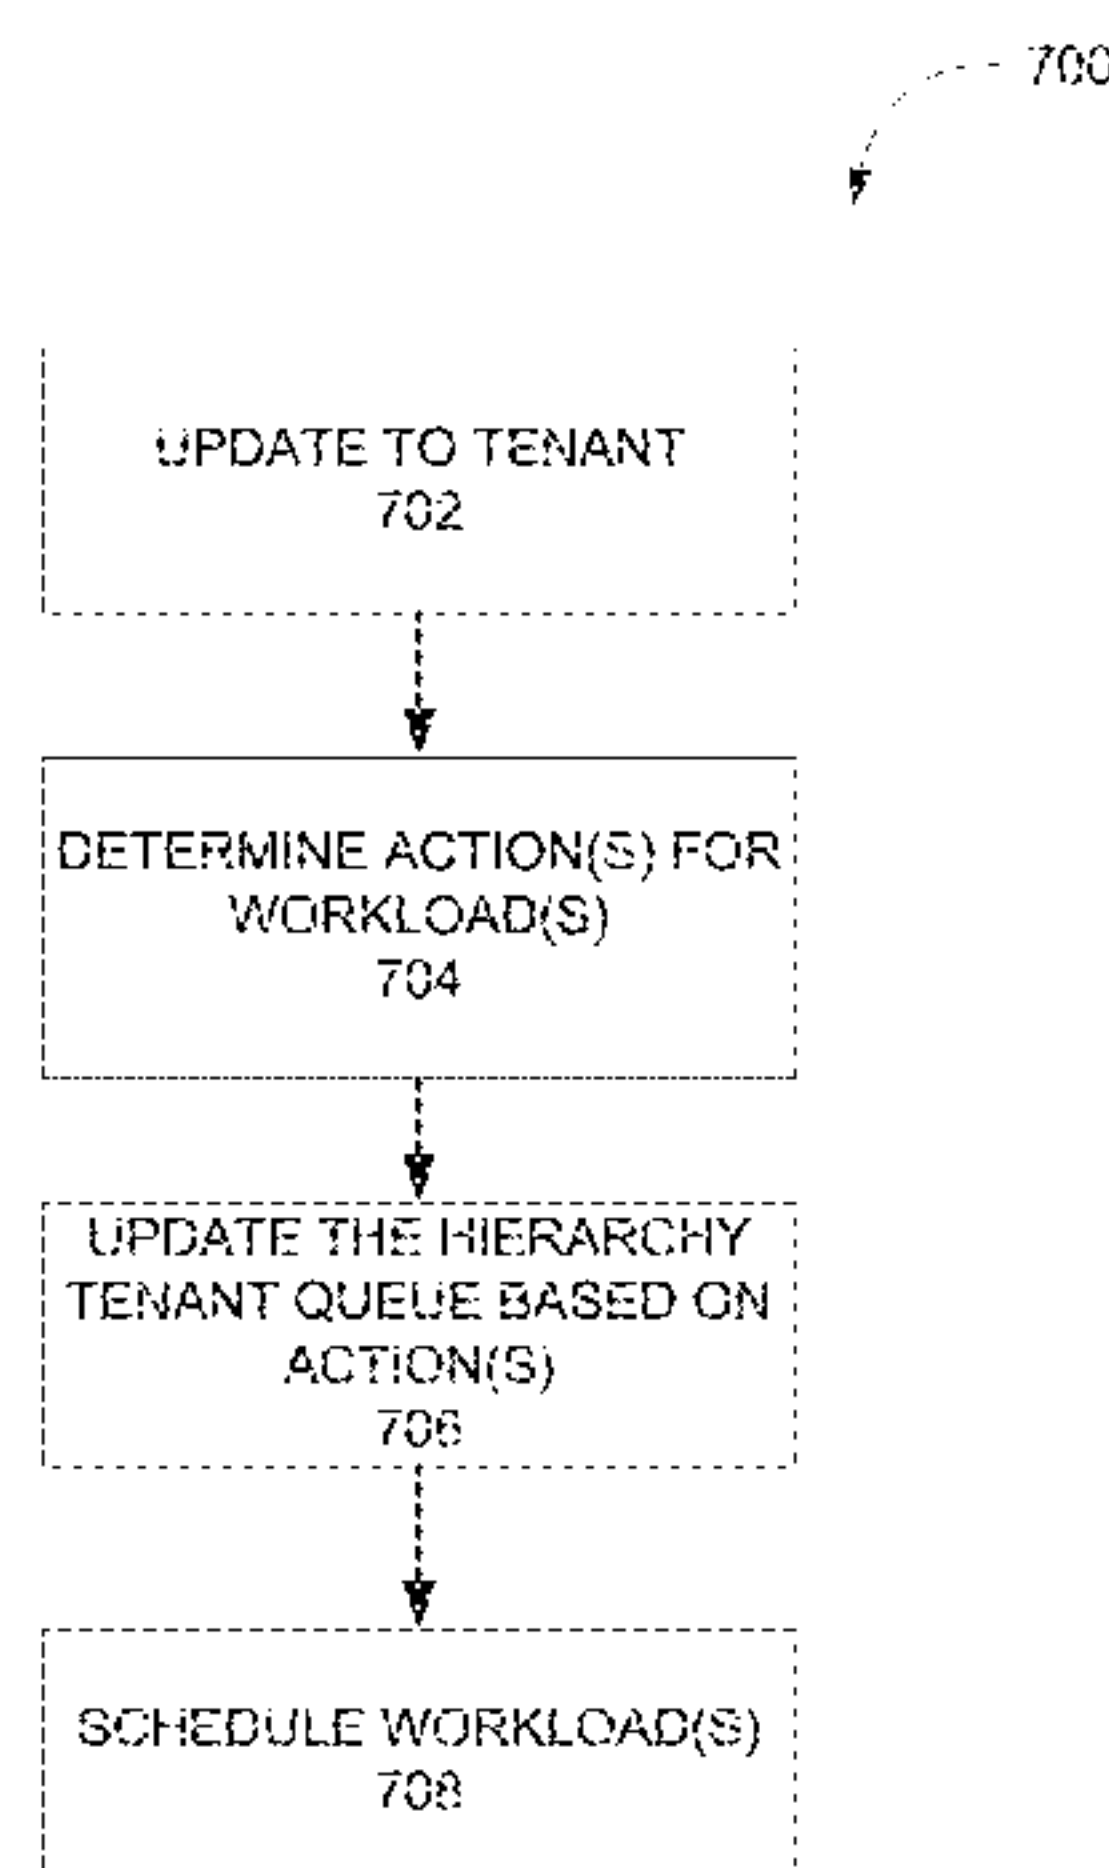 700
UPDATE TO TENANT
702
DETERMINE ACTION(S) FOR
WORKLOAD(S)
704
UPDATE THE HIERARCHY
TENANT QUEUE BASED ON
ACTION(S)
706
SCHEDULE WORKLOAD(S)
708